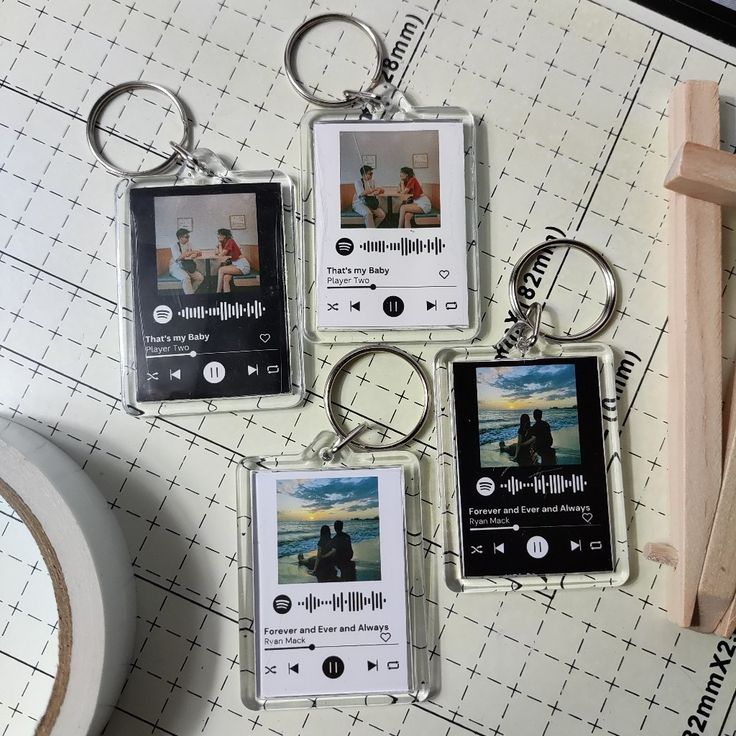 28mm)
That's my Baby
Player Two
That's my Baby
Player Two
82mm)
Forever and Ever and Always
Ryan Mack
Forever and Ever and Always
Ryan Mack